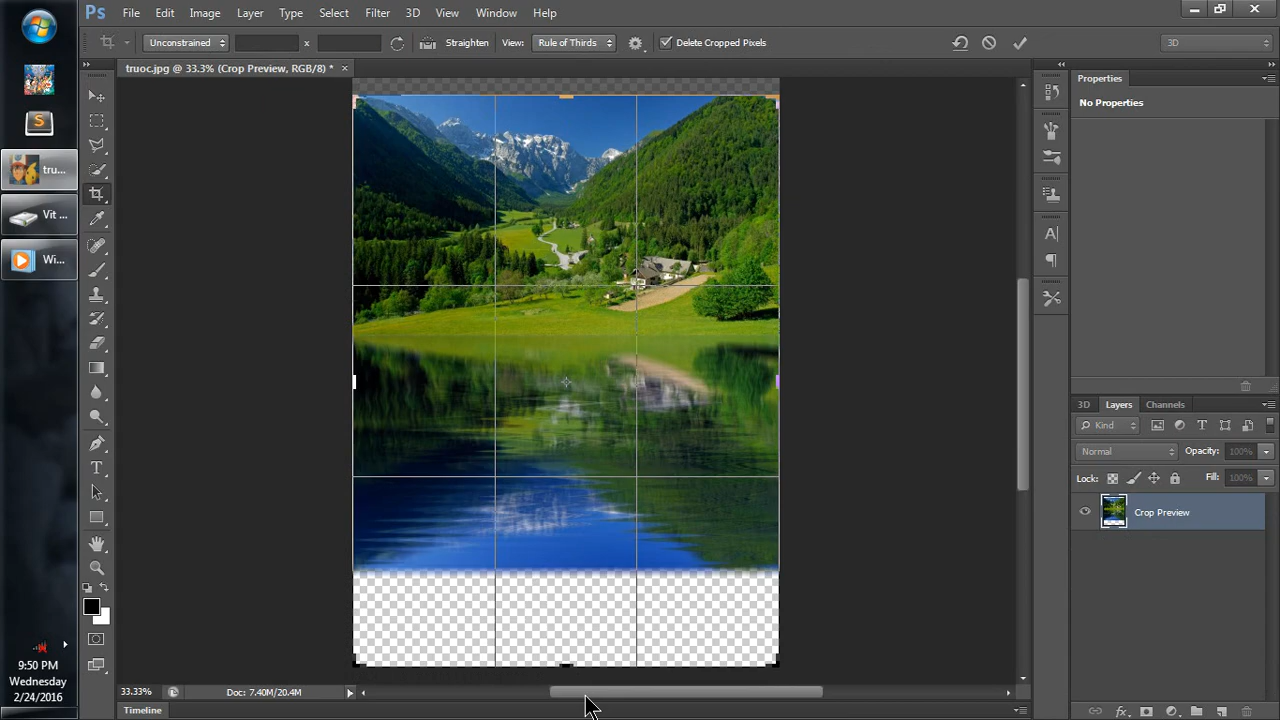 Ps File Edit Image Layer Type Select Filter 3D View Window Help
Unconstrained x Straighten View: Rule of Thirds Delete Cropped Pixels 3D
truoc.jpg @ 33.3% (Crop Preview, RGB/8) * ×
Properties
No Properties
tru...
Vit ...
Wi...
3D Layers Channels
Kind
Normal Opacity: 100%
Lock: Fill: 100%
Crop Preview
9:50 PM
Wednesday
2/24/2016
33.33% Doc: 7.40M/20.4M
Timeline